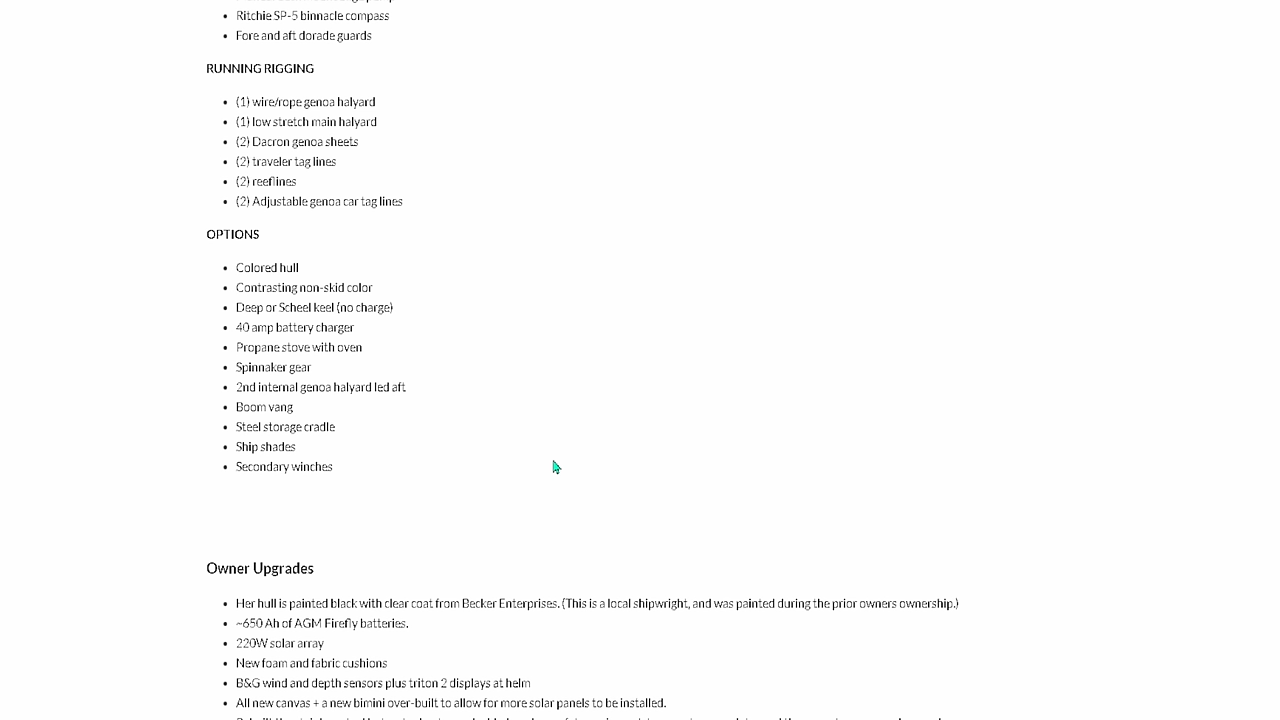 Ritchie SP-5 binnacle compass
Fore and aft dorade guards
RUNNING RIGGING
(1) wire/rope genoa halyard
(1) low stretch main halyard
(2) Dacron genoa sheets
(2) traveler tag lines
(2) reeflines
(2) Adjustable genoa car tag lines
OPTIONS
Colored hull
Contrasting non-skid color
Deep or Scheel keel (no charge)
40 amp battery charger
Propane stove with oven
Spinnaker gear
2nd internal genoa halyard led aft
Boom vang
Steel storage cradle
Ship shades
Secondary winches
Owner Upgrades
Her hull is painted black with clear coat from Becker Enterprises. (This is a local shipwright, and was painted during the prior owners ownership.)
~650 Ah of AGM Firefly batteries.
220W solar array
New foam and fabric cushions
B&G wind and depth sensors plus triton 2 displays at helm
All new canvas + a new bimini over-built to allow for more solar panels to be installed.